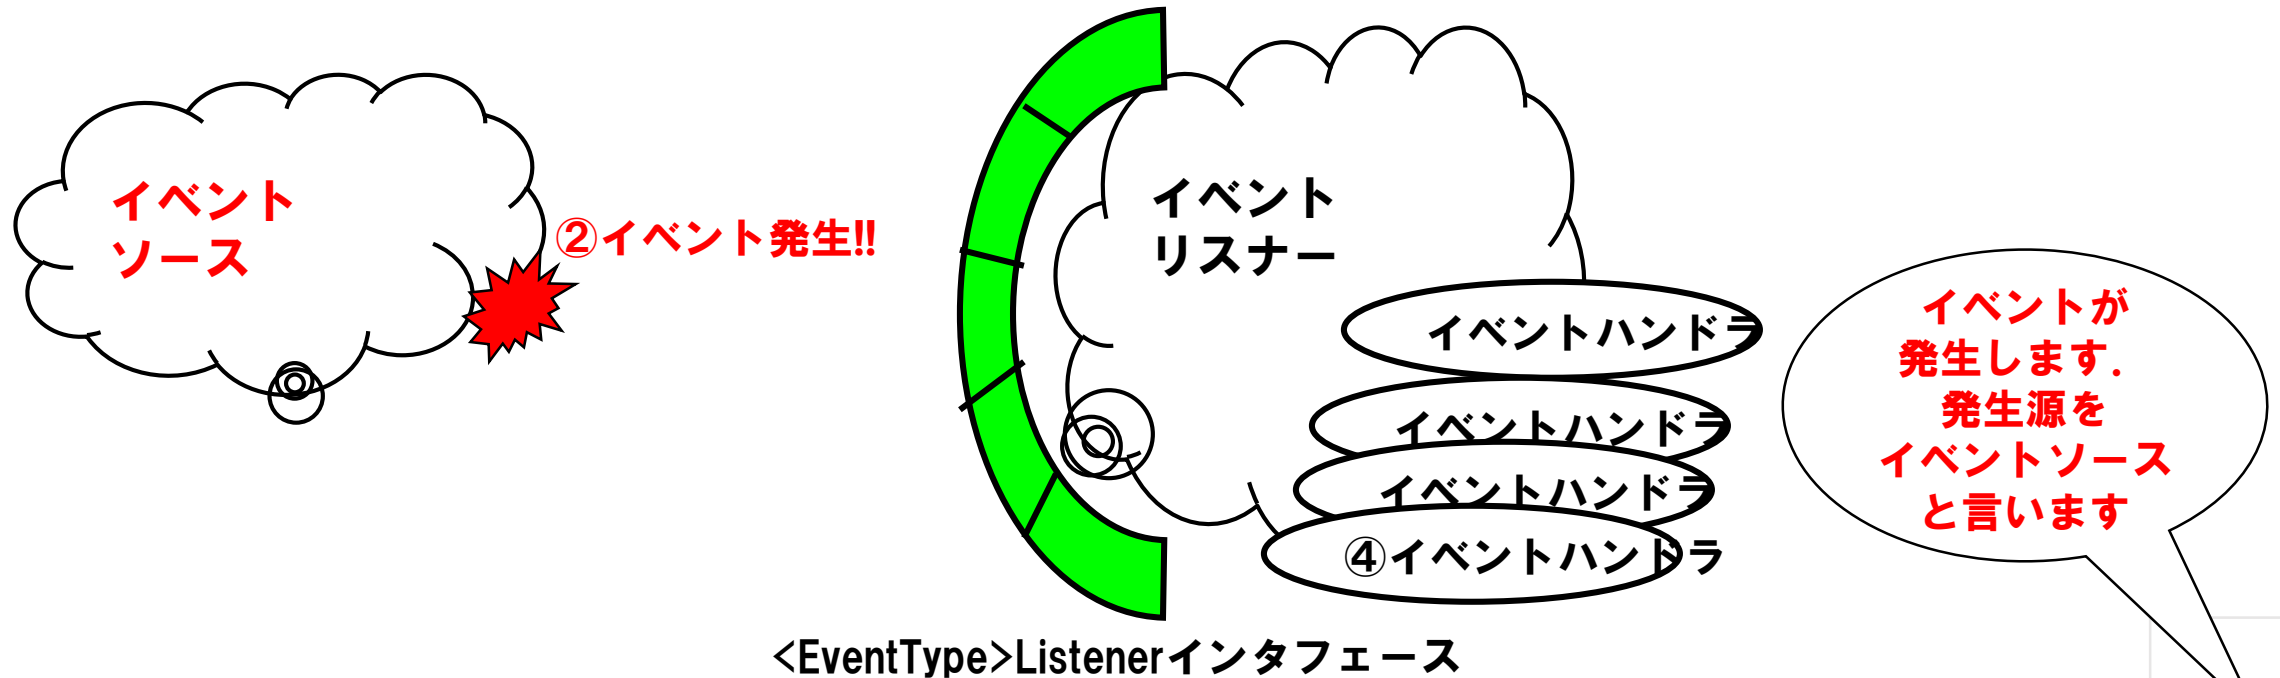 イベント
ソース
②イベント発生!!
イベント
リスナー
イベントハンドラ
イベントハンドラ
イベントハンドラ
④イベントハンドラ
<EventType>Listenerインタフェース
イベントが
発生します．
発生源を
イベントソース
と言います